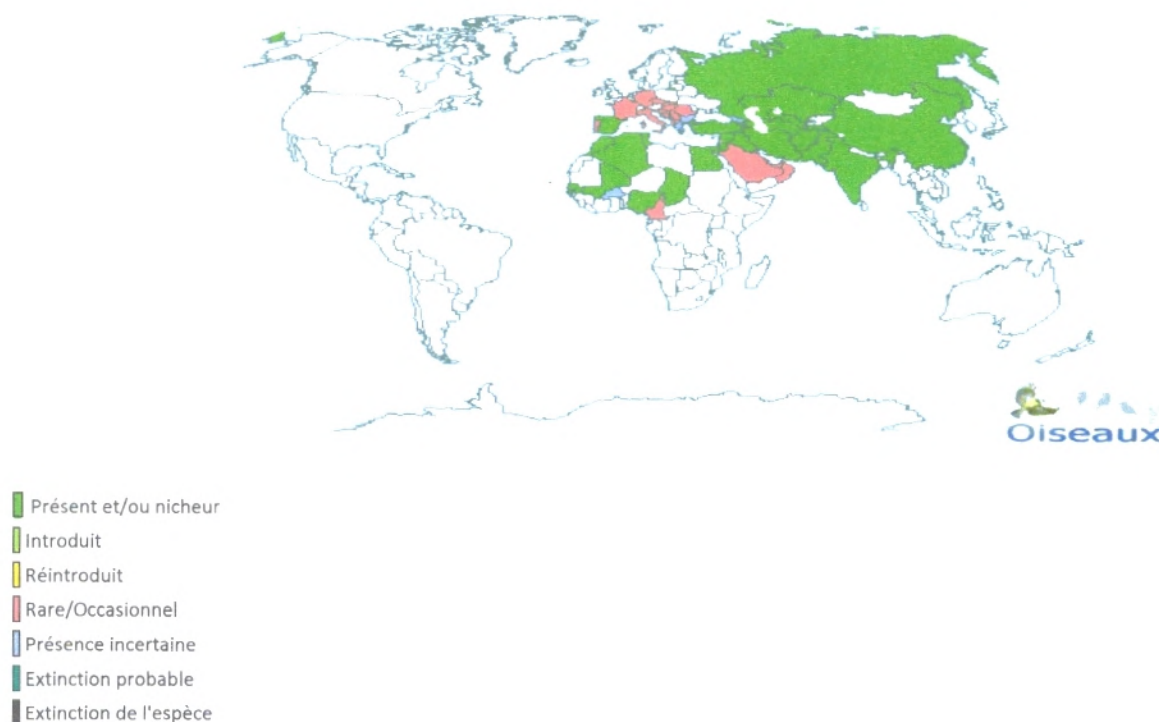 Oiseaux
Présent et/ou nicheur
Introduit
Réintroduit
Rare/Occasionnel
Présence incertaine
Extinction probable
Extinction de l'espèce